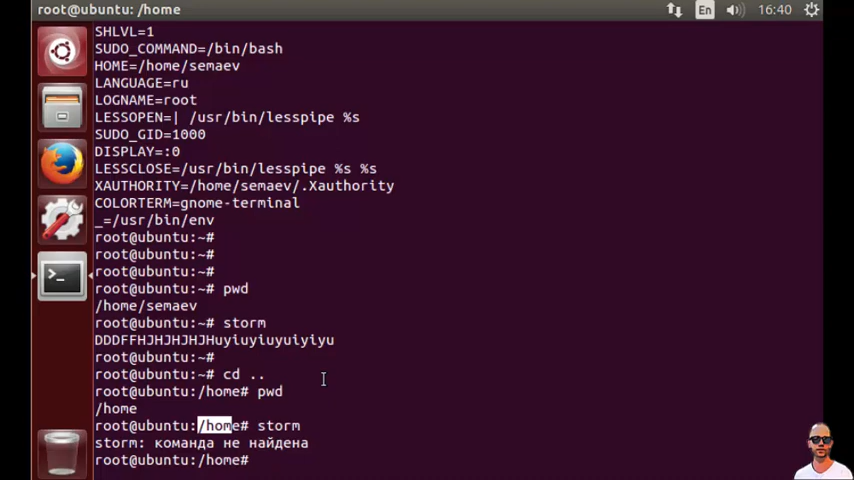 root@ubuntu: /home
En
16:40
SHLVL=1
SUDO_COMMAND=/bin/bash
HOME=/home/semaev
LANGUAGE=ru
LOGNAME=root
LESSOPEN=| /usr/bin/lesspipe %s
SUDO_GID=1000
DISPLAY=:0
LESSCLOSE=/usr/bin/lesspipe %s %s
XAUTHORITY=/home/semaev/.Xauthority
COLORTERM=gnome-terminal
_=/usr/bin/env
root@ubuntu:~#
root@ubuntu:~#
root@ubuntu:~#
root@ubuntu:~# pwd
/home/semaev
root@ubuntu:~# storm
DDDFFHJHJHJHJHuyiuyiuyuiyiyu
root@ubuntu:~#
root@ubuntu:~# cd ..
root@ubuntu:/home# pwd
/home
root@ubuntu:/home# storm
storm: команда не найдена
root@ubuntu:/home#